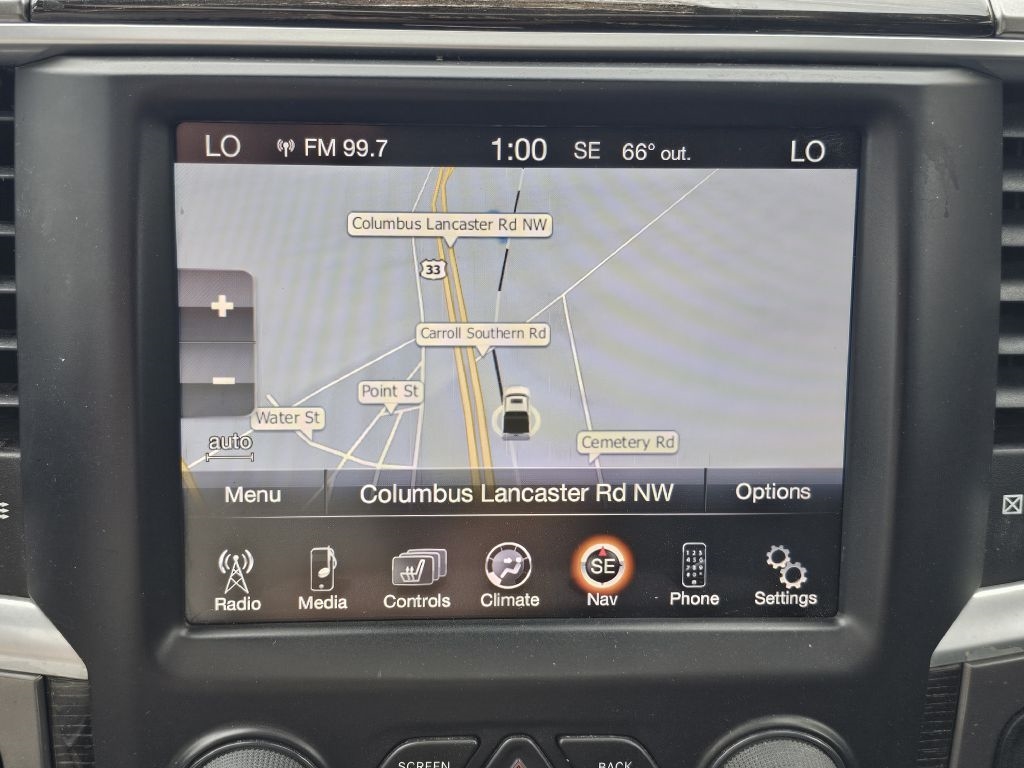 LO FM 99.7 1:00 SE 66° out. LO
Columbus Lancaster Rd NW
33
+
Carroll Southern Rd
−
Point St
Water St
auto
Cemetery Rd
Menu Columbus Lancaster Rd NW Options
SE
Radio Media Controls Climate Nav Phone Settings
SCREEN BACK